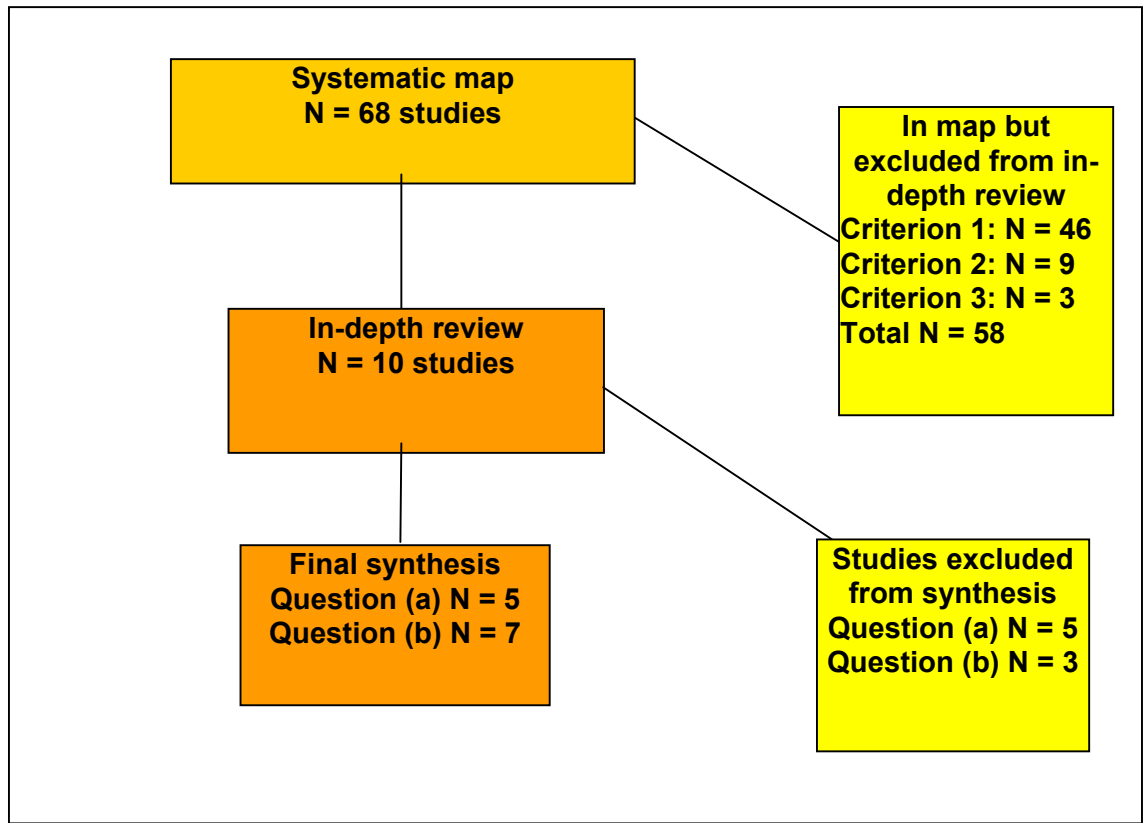 Systematic map
N = 68 studies
In map but
excluded from in-
depth review
Criterion 1: N = 46
Criterion 2: N = 9
Criterion 3: N = 3
Total N = 58
In-depth review
N = 10 studies
Final synthesis
Question (a) N = 5
Question (b) N = 7
Studies excluded
from synthesis
Question (a) N = 5
Question (b) N = 3